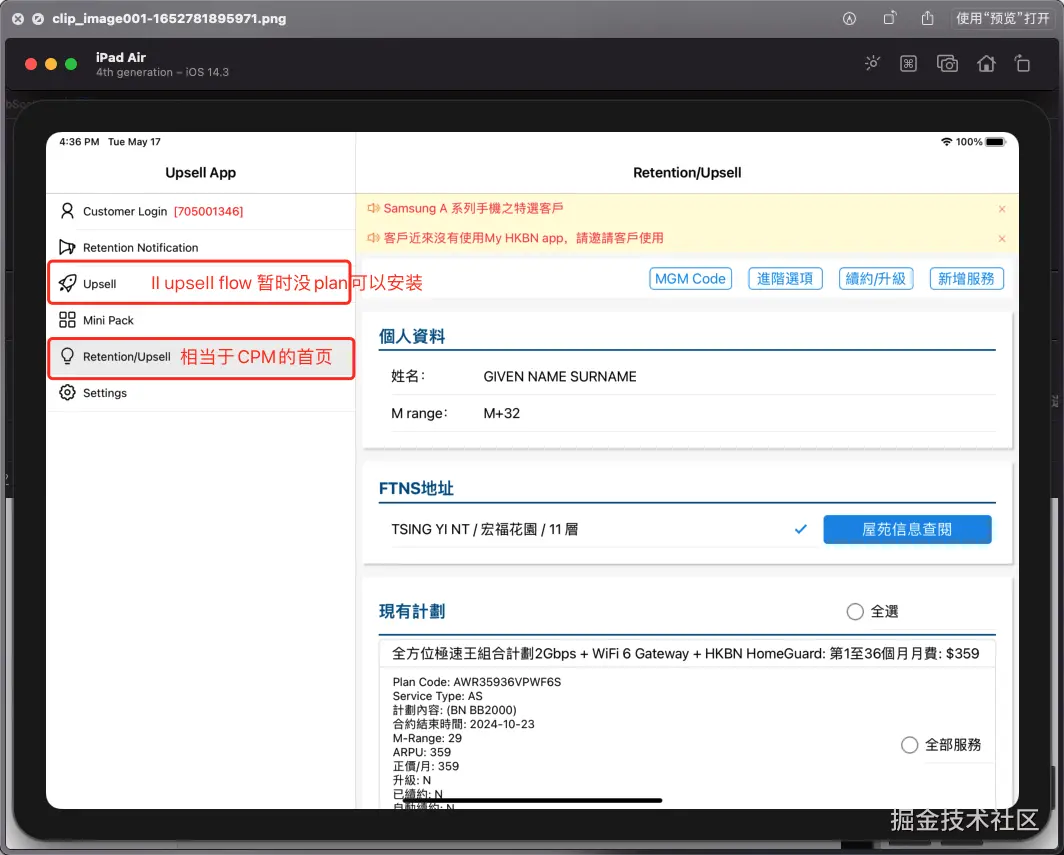 clip_image001-1652781895971.png
使用“预览”打开
iPad Air
4th generation – iOS 14.3
4:36 PM Tue May 17
100%
Upsell App
Retention/Upsell
Customer Login [705001346]
Retention Notification
Upsell
II upsell flow 暂时没 plan可以安装
Mini Pack
Retention/Upsell
相当于 CPM的首页
Settings
Samsung A 系列手機之特選客戶
客戶近來沒有使用My HKBN app，請邀請客戶使用
MGM Code
進階選項
續約/升級
新增服務
個人資料
姓名：
GIVEN NAME SURNAME
M range：
M+32
FTNS地址
TSING YI NT / 宏福花園 / 11 層
屋苑信息查閱
現有計劃
全選
全方位極速王組合計劃2Gbps + WiFi 6 Gateway + HKBN HomeGuard: 第1至36個月月費: $359
Plan Code: AWR35936VPWF6S
Service Type: AS
計劃內容: (BN BB2000)
合約結束時間: 2024-10-23
M-Range: 29
ARPU: 359
正價/月: 359
升級: N
已續約: N
自動續約: N
全部服務
掘金技术社区